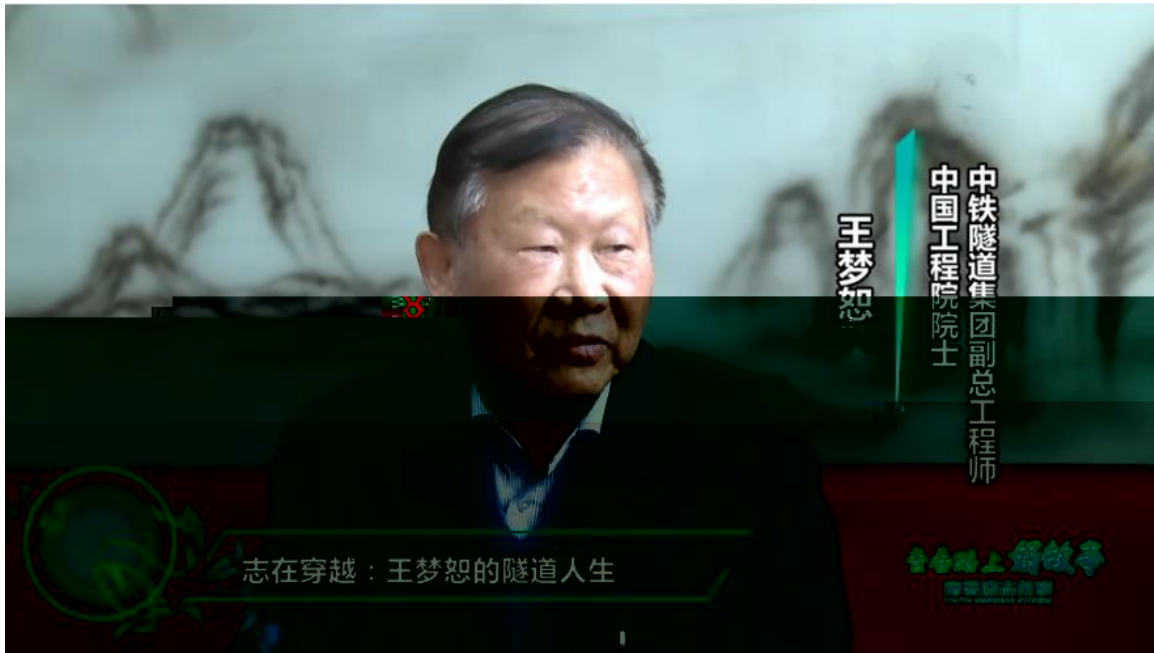 中铁隧道集团副总工程师
中国工程院院士
王梦恕
志在穿越：王梦恕的隧道人生